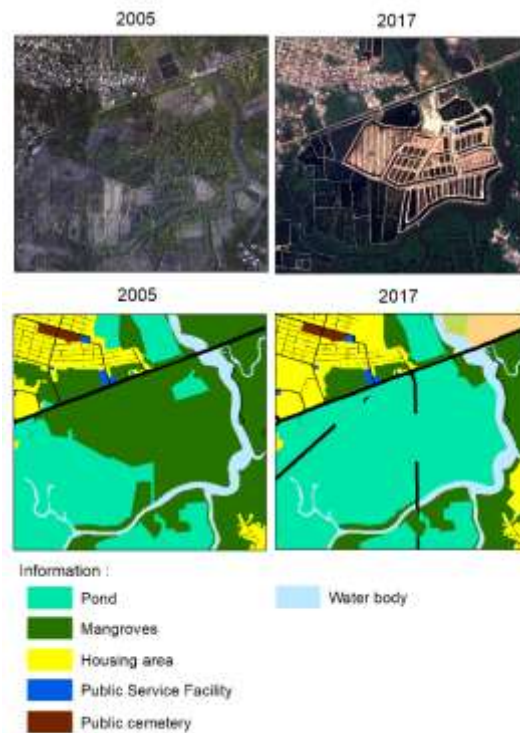 2005 2017
2005 2017
Information :
Pond
Water body
Mangroves
Housing area
Public Service Facility
Public cemetery